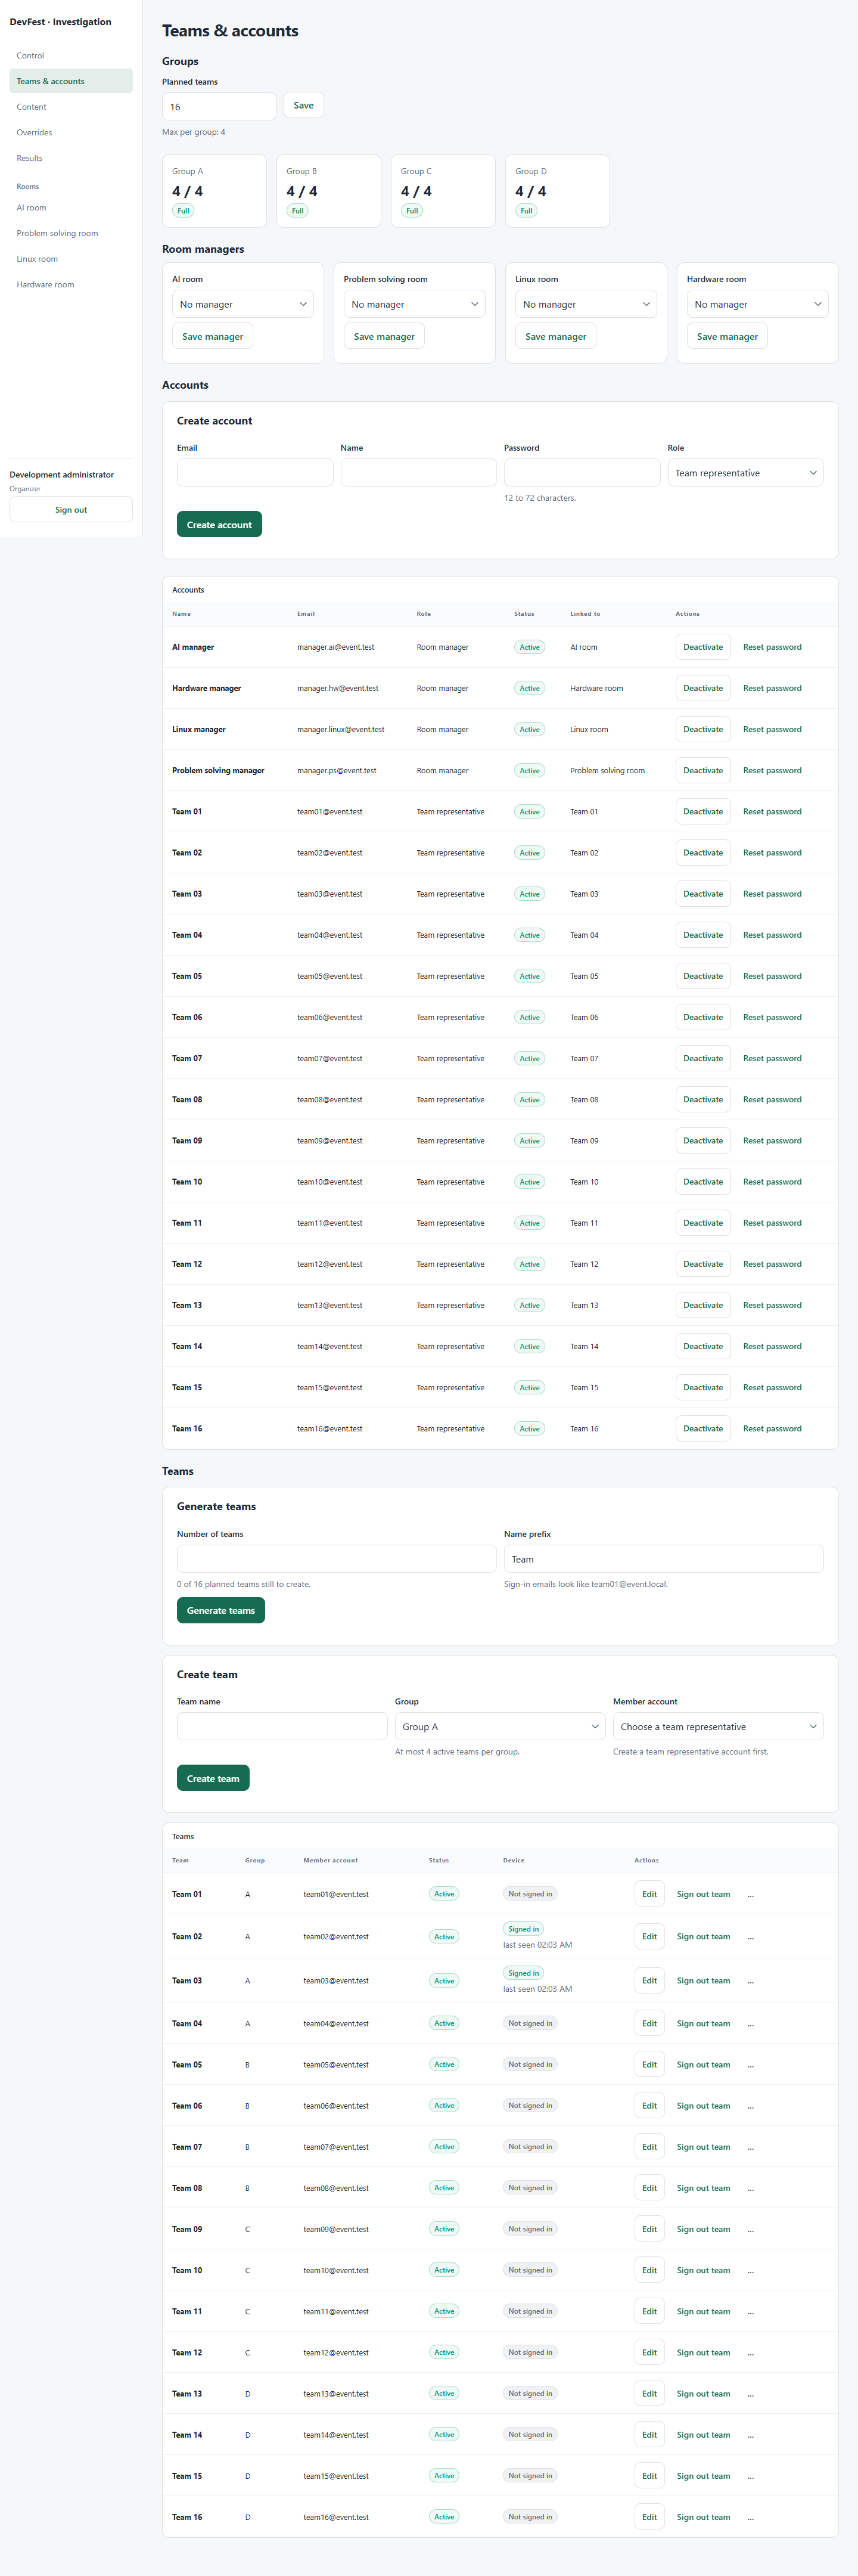 DevFest · Investigation
Control
Teams & accounts
Content
Overrides
Results
Rooms
AI room
Problem solving room
Linux room
Hardware room
Development administrator
Organizer
Sign out
Teams & accounts
Groups
Planned teams
16 Save
Max per group: 4
Group A Group B Group C Group D
4 / 4 4 / 4 4 / 4 4 / 4
Full Full Full Full
Room managers
AI room Problem solving room Linux room Hardware room
No manager No manager No manager No manager
Save manager Save manager Save manager Save manager
Accounts
Create account
Email Name Password Role
Team representative
12 to 72 characters.
Create account
Accounts
Name Email Role Status Linked to Actions
AI manager manager.ai@event.test Room manager Active AI room Deactivate Reset password
Hardware manager manager.hw@event.test Room manager Active Hardware room Deactivate Reset password
Linux manager manager.linux@event.test Room manager Active Linux room Deactivate Reset password
Problem solving manager manager.ps@event.test Room manager Active Problem solving room Deactivate Reset password
Team 01 team01@event.test Team representative Active Team 01 Deactivate Reset password
Team 02 team02@event.test Team representative Active Team 02 Deactivate Reset password
Team 03 team03@event.test Team representative Active Team 03 Deactivate Reset password
Team 04 team04@event.test Team representative Active Team 04 Deactivate Reset password
Team 05 team05@event.test Team representative Active Team 05 Deactivate Reset password
Team 06 team06@event.test Team representative Active Team 06 Deactivate Reset password
Team 07 team07@event.test Team representative Active Team 07 Deactivate Reset password
Team 08 team08@event.test Team representative Active Team 08 Deactivate Reset password
Team 09 team09@event.test Team representative Active Team 09 Deactivate Reset password
Team 10 team10@event.test Team representative Active Team 10 Deactivate Reset password
Team 11 team11@event.test Team representative Active Team 11 Deactivate Reset password
Team 12 team12@event.test Team representative Active Team 12 Deactivate Reset password
Team 13 team13@event.test Team representative Active Team 13 Deactivate Reset password
Team 14 team14@event.test Team representative Active Team 14 Deactivate Reset password
Team 15 team15@event.test Team representative Active Team 15 Deactivate Reset password
Team 16 team16@event.test Team representative Active Team 16 Deactivate Reset password
Teams
Generate teams
Number of teams Name prefix
Team
0 of 16 planned teams still to create. Sign-in emails look like team01@event.local.
Generate teams
Create team
Team name Group Member account
Group A Choose a team representative
At most 4 active teams per group. Create a team representative account first.
Create team
Teams
Team Group Member account Status Device Actions
Team 01 A team01@event.test Active Not signed in Edit Sign out team ...
Team 02 A team02@event.test Active Signed in Edit Sign out team ...
last seen 02:03 AM
Team 03 A team03@event.test Active Signed in Edit Sign out team ...
last seen 02:03 AM
Team 04 A team04@event.test Active Not signed in Edit Sign out team ...
Team 05 B team05@event.test Active Not signed in Edit Sign out team ...
Team 06 B team06@event.test Active Not signed in Edit Sign out team ...
Team 07 B team07@event.test Active Not signed in Edit Sign out team ...
Team 08 B team08@event.test Active Not signed in Edit Sign out team ...
Team 09 C team09@event.test Active Not signed in Edit Sign out team ...
Team 10 C team10@event.test Active Not signed in Edit Sign out team ...
Team 11 C team11@event.test Active Not signed in Edit Sign out team ...
Team 12 C team12@event.test Active Not signed in Edit Sign out team ...
Team 13 D team13@event.test Active Not signed in Edit Sign out team ...
Team 14 D team14@event.test Active Not signed in Edit Sign out team ...
Team 15 D team15@event.test Active Not signed in Edit Sign out team ...
Team 16 D team16@event.test Active Not signed in Edit Sign out team ...